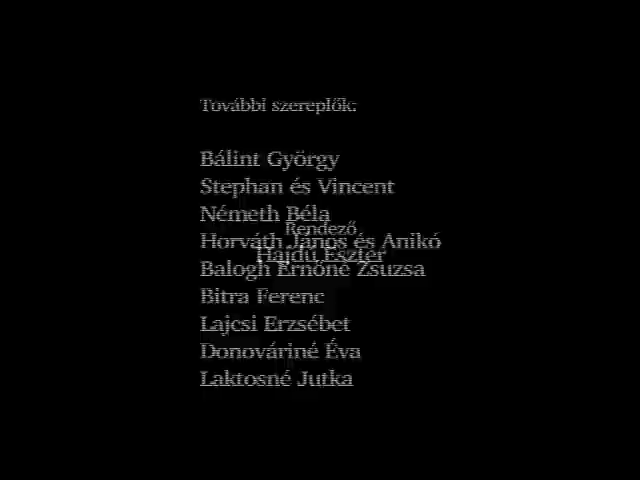 További szereplők:
Bálint György
Stephan és Vincent
Németh Béla
Rendező
Horváth János és Anikó
Hajdú Eszter
Balogh Ernőné Zsuzsa
Bitra Ferenc
Lajcsi Erzsébet
Donováriné Éva
Laktosné Jutka